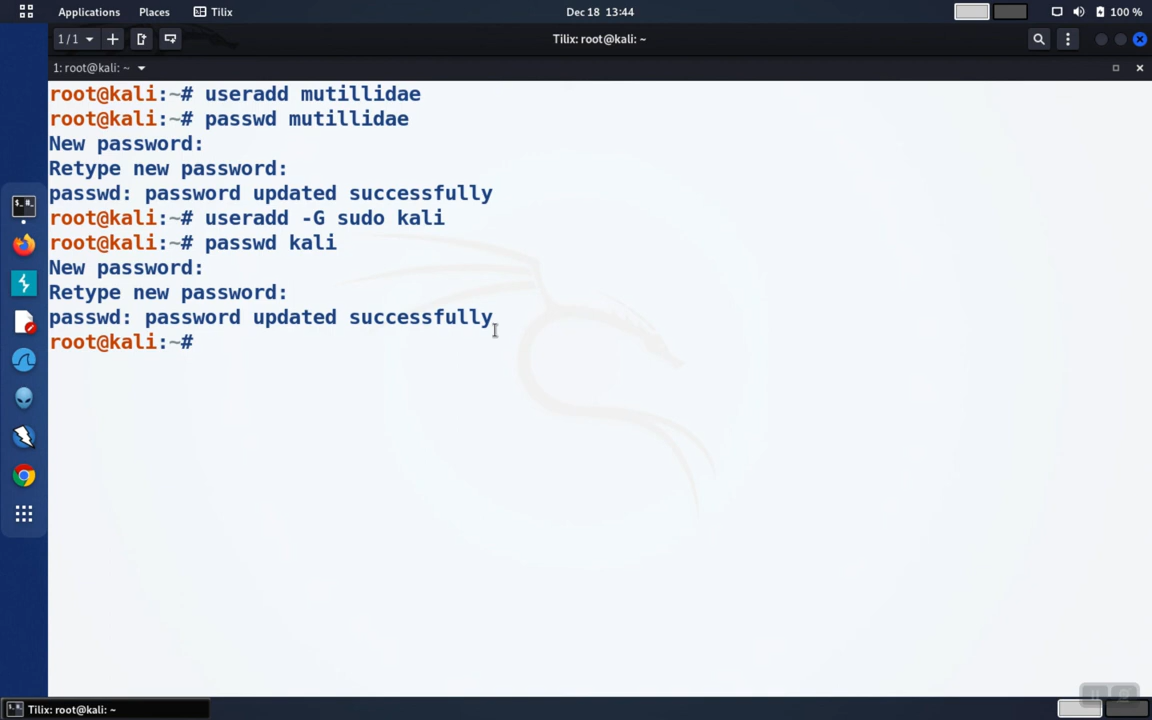 Applications Places Tilix Dec 18 13:44 100 %
1 / 1 Tilix: root@kali: ~
1: root@kali: ~
root@kali:~# useradd mutillidae
root@kali:~# passwd mutillidae
New password:
Retype new password:
passwd: password updated successfully
root@kali:~# useradd -G sudo kali
root@kali:~# passwd kali
New password:
Retype new password:
passwd: password updated successfully
root@kali:~#
Tilix: root@kali: ~